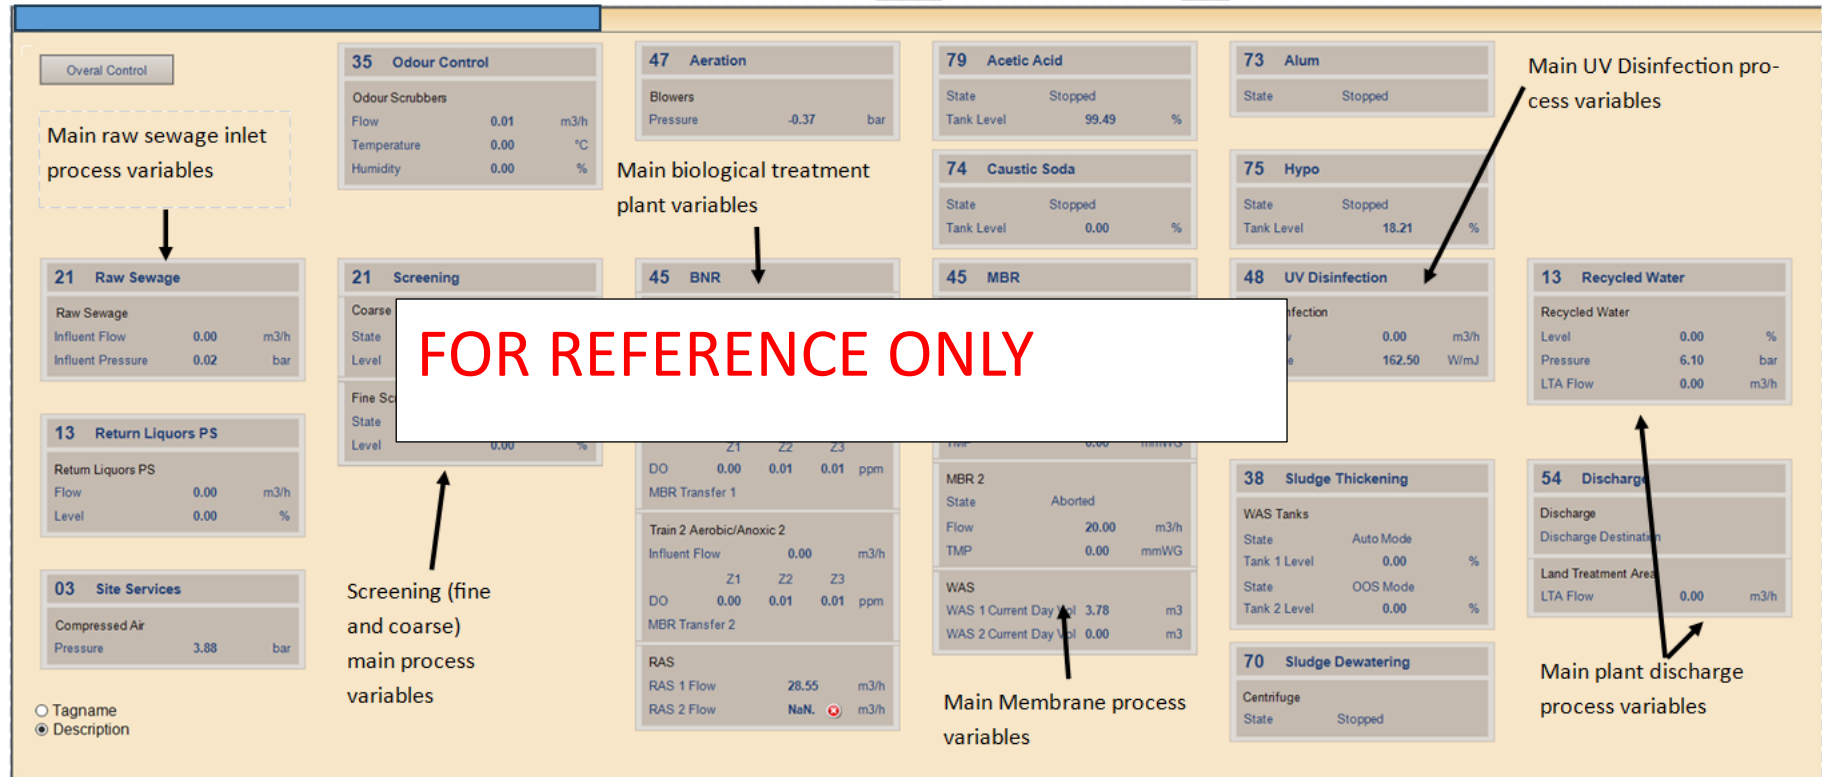 Overal Control
Main raw sewage inlet
process variables
35 Odour Control
Odour Scrubbers
Flow 0.01 m3/h
Temperature 0.00 °C
Humidity 0.00 %
47 Aeration
Blowers
Pressure -0.37 bar
Main biological treatment
plant variables
79 Acetic Acid
State Stopped
Tank Level 99.49 %
74 Caustic Soda
State Stopped
Tank Level 0.00 %
73 Alum
State Stopped
75 Hypo
State Stopped
Tank Level 18.21 %
Main UV Disinfection pro-
cess variables
21 Raw Sewage
Raw Sewage
Influent Flow 0.00 m3/h
Influent Pressure 0.02 bar
21 Screening
Coarse
State
Level
Fine Scr
State
Level 0.00 %
45 BNR
45 MBR
FOR REFERENCE ONLY
48 UV Disinfection
nfection
0.00 m3/h
e 162.50 W/mJ
13 Recycled Water
Recycled Water
Level 0.00 %
Pressure 6.10 bar
LTA Flow 0.00 m3/h
13 Return Liquors PS
Return Liquors PS
Flow 0.00 m3/h
Level 0.00 %
Z1 Z2 Z3
DO 0.00 0.01 0.01 ppm
MBR Transfer 1
Train 2 Aerobic/Anoxic 2
Influent Flow 0.00 m3/h
Z1 Z2 Z3
DO 0.00 0.01 0.01 ppm
MBR Transfer 2
RAS
RAS 1 Flow 28.55 m3/h
RAS 2 Flow NaN. m3/h
TMP 0.00 mmWG
MBR 2
State Aborted
Flow 20.00 m3/h
TMP 0.00 mmWG
WAS
WAS 1 Current Day Vol 3.78 m3
WAS 2 Current Day Vol 0.00 m3
38 Sludge Thickening
WAS Tanks
State Auto Mode
Tank 1 Level 0.00 %
State OOS Mode
Tank 2 Level 0.00 %
54 Discharge
Discharge
Discharge Destination
Land Treatment Area
LTA Flow 0.00 m3/h
03 Site Services
Compressed Air
Pressure 3.88 bar
Screening (fine
and coarse)
main process
variables
70 Sludge Dewatering
Centrifuge
State Stopped
Main Membrane process
variables
Main plant discharge
process variables
Tagname
Description